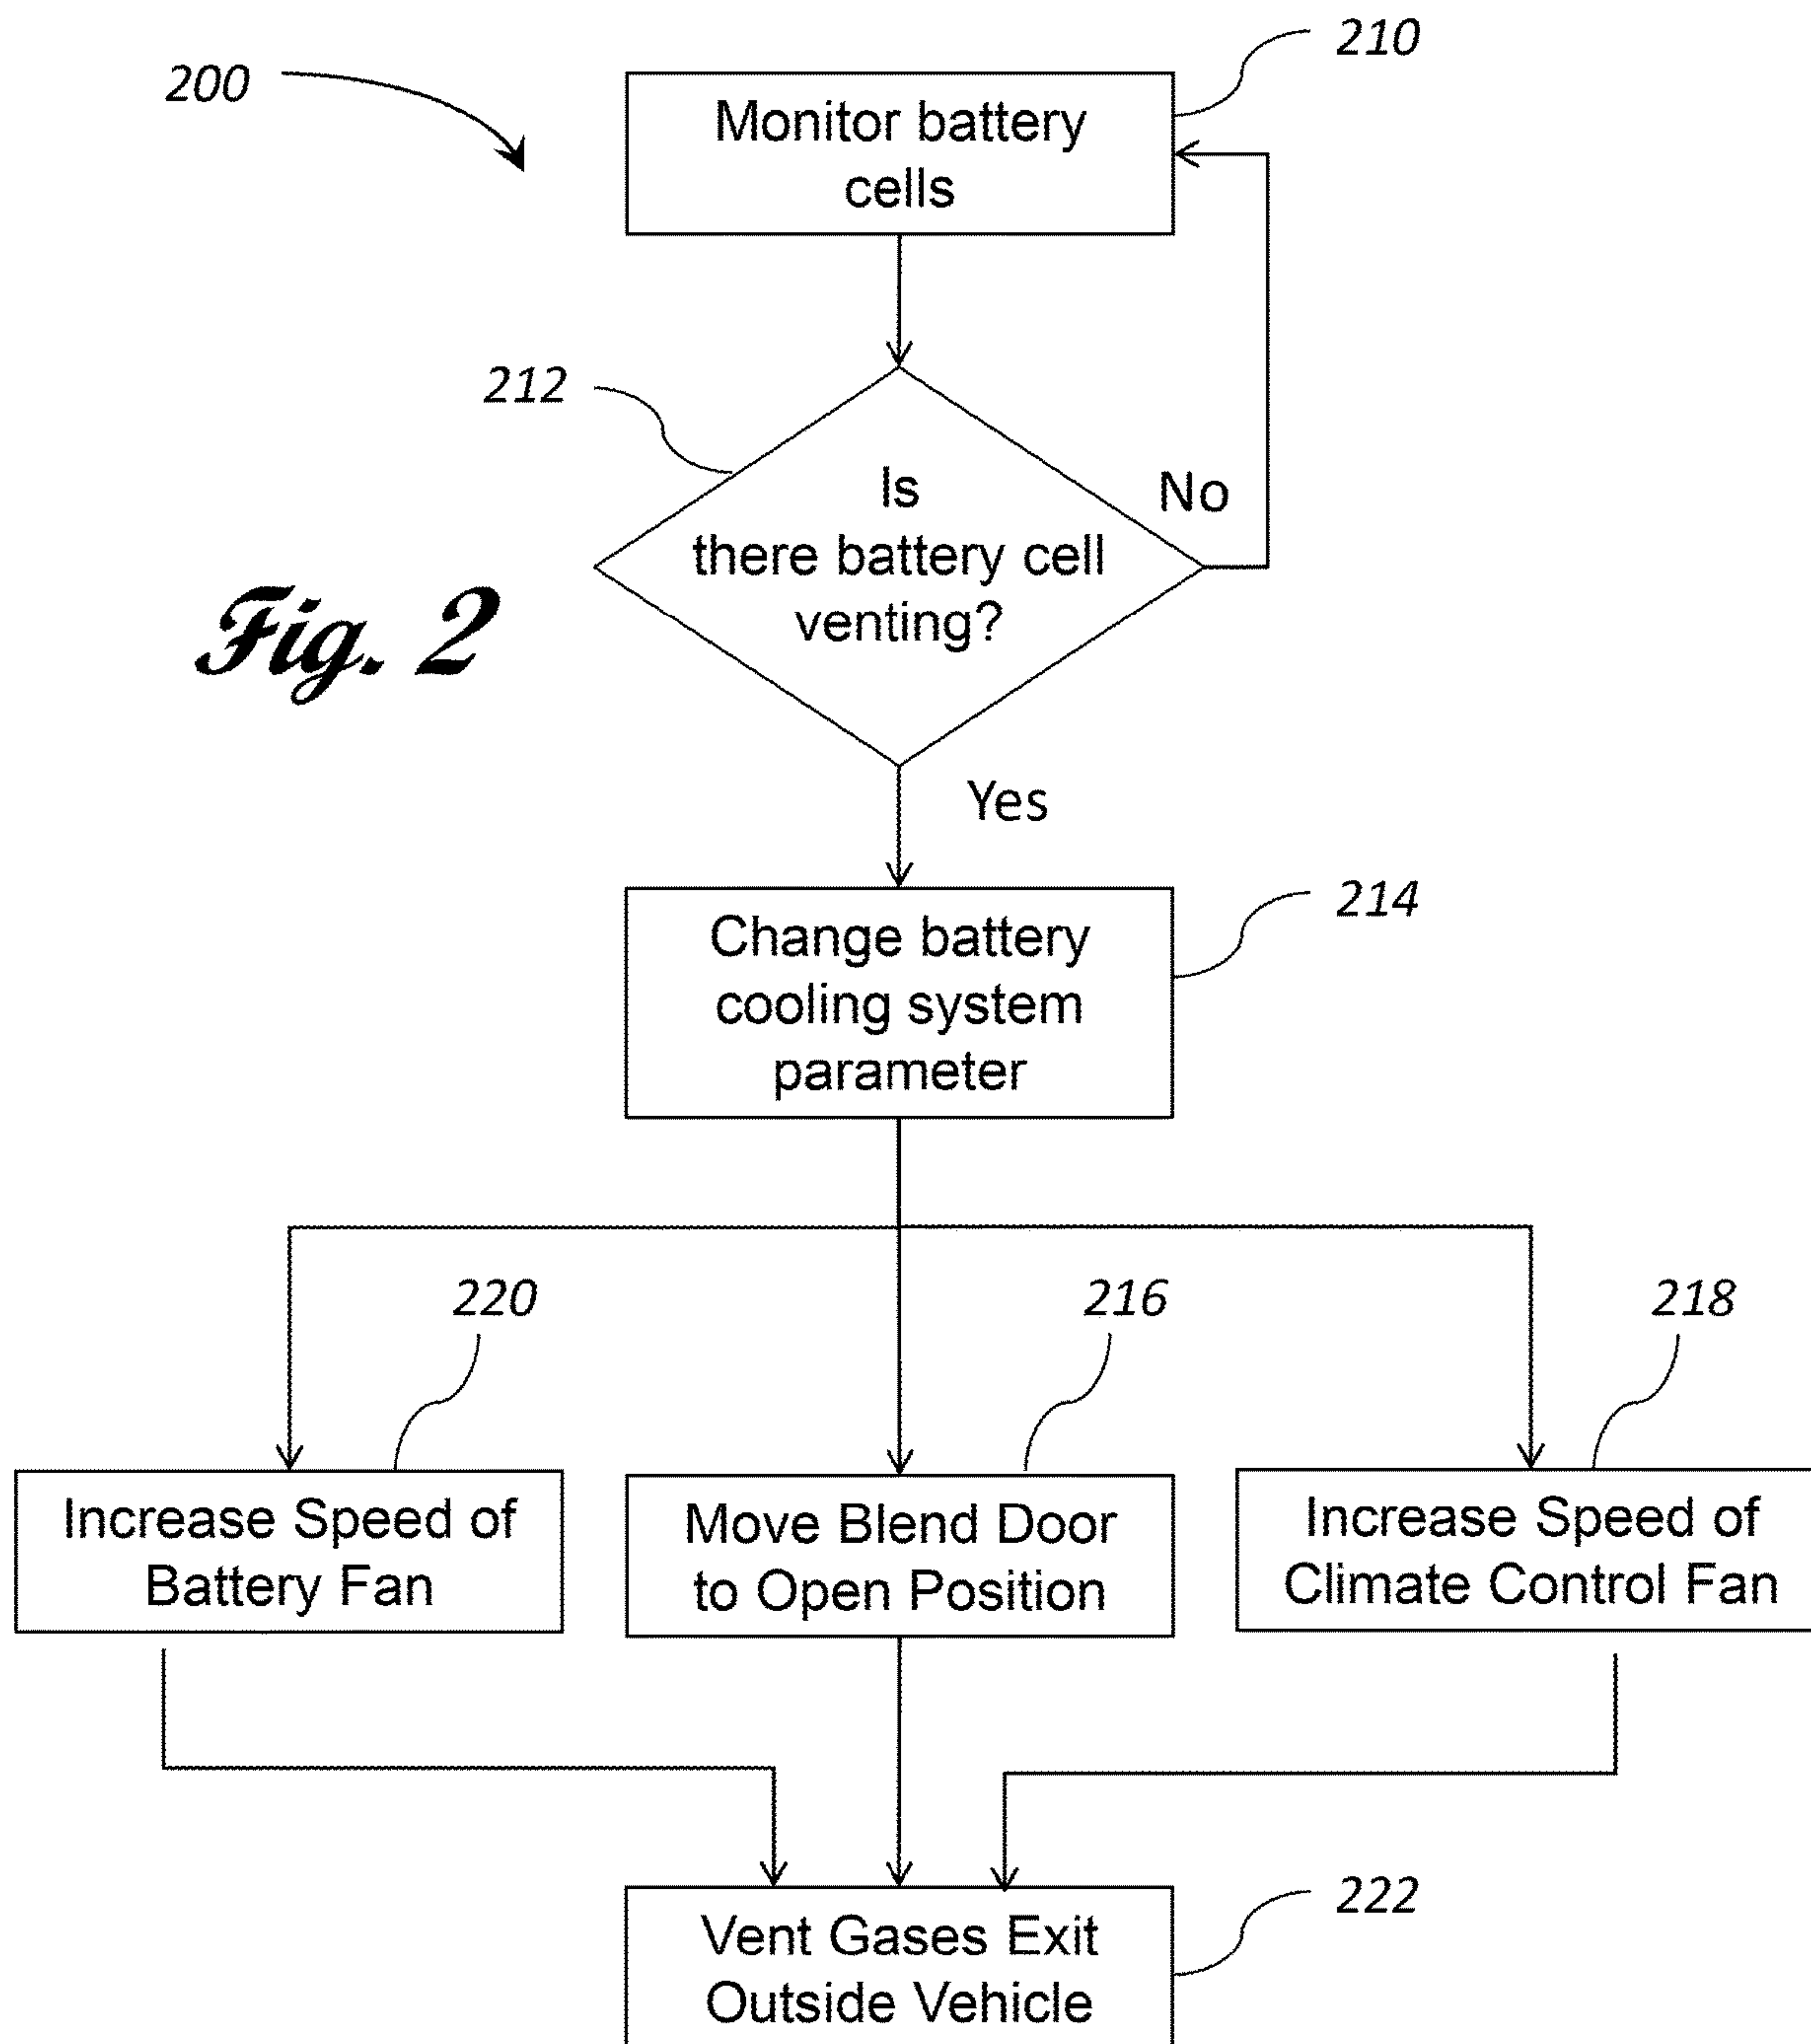 210
200
Monitor battery
cells
212
Is
there battery cell
venting?
No
Fig. 2
Yes
214
Change battery
cooling system
parameter
220
216
218
Increase Speed of
Battery Fan
Move Blend Door
to Open Position
Increase Speed of
Climate Control Fan
222
Vent Gases Exit
Outside Vehicle